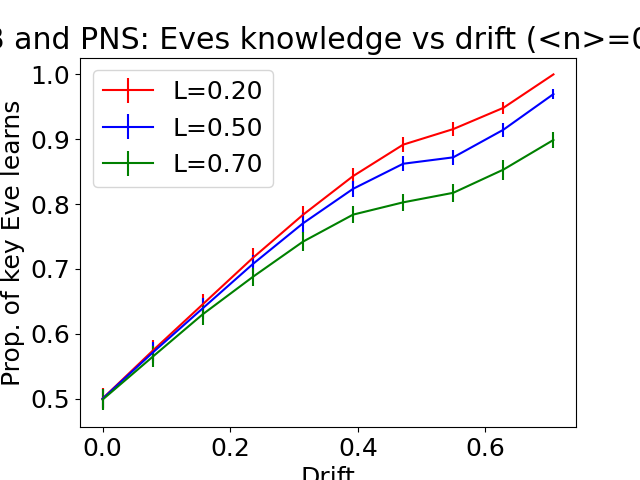 and PNS: Eves knowledge vs drift (<n>=0
L=0.20
L=0.50
L=0.70
Prop. of key Eve learns
1.0
0.9
0.8
0.7
0.6
0.5
0.0 0.2 0.4 0.6
Drift